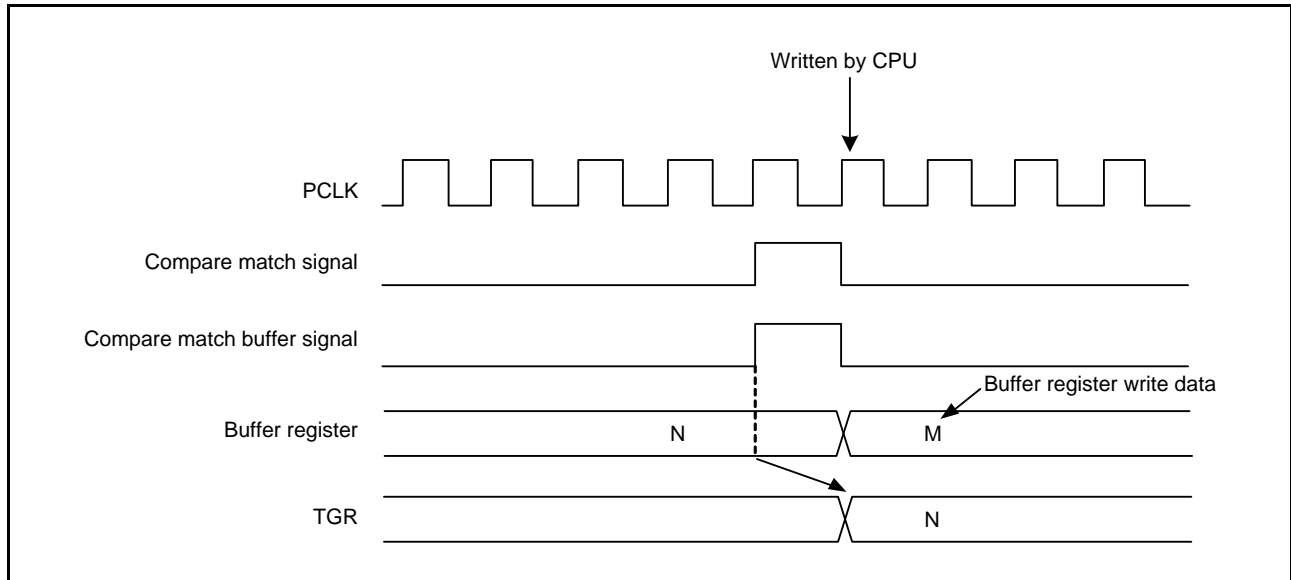 Written by CPU
PCLK
Compare match signal
Compare match buffer signal
Buffer register write data
Buffer register
N
M
TGR
N